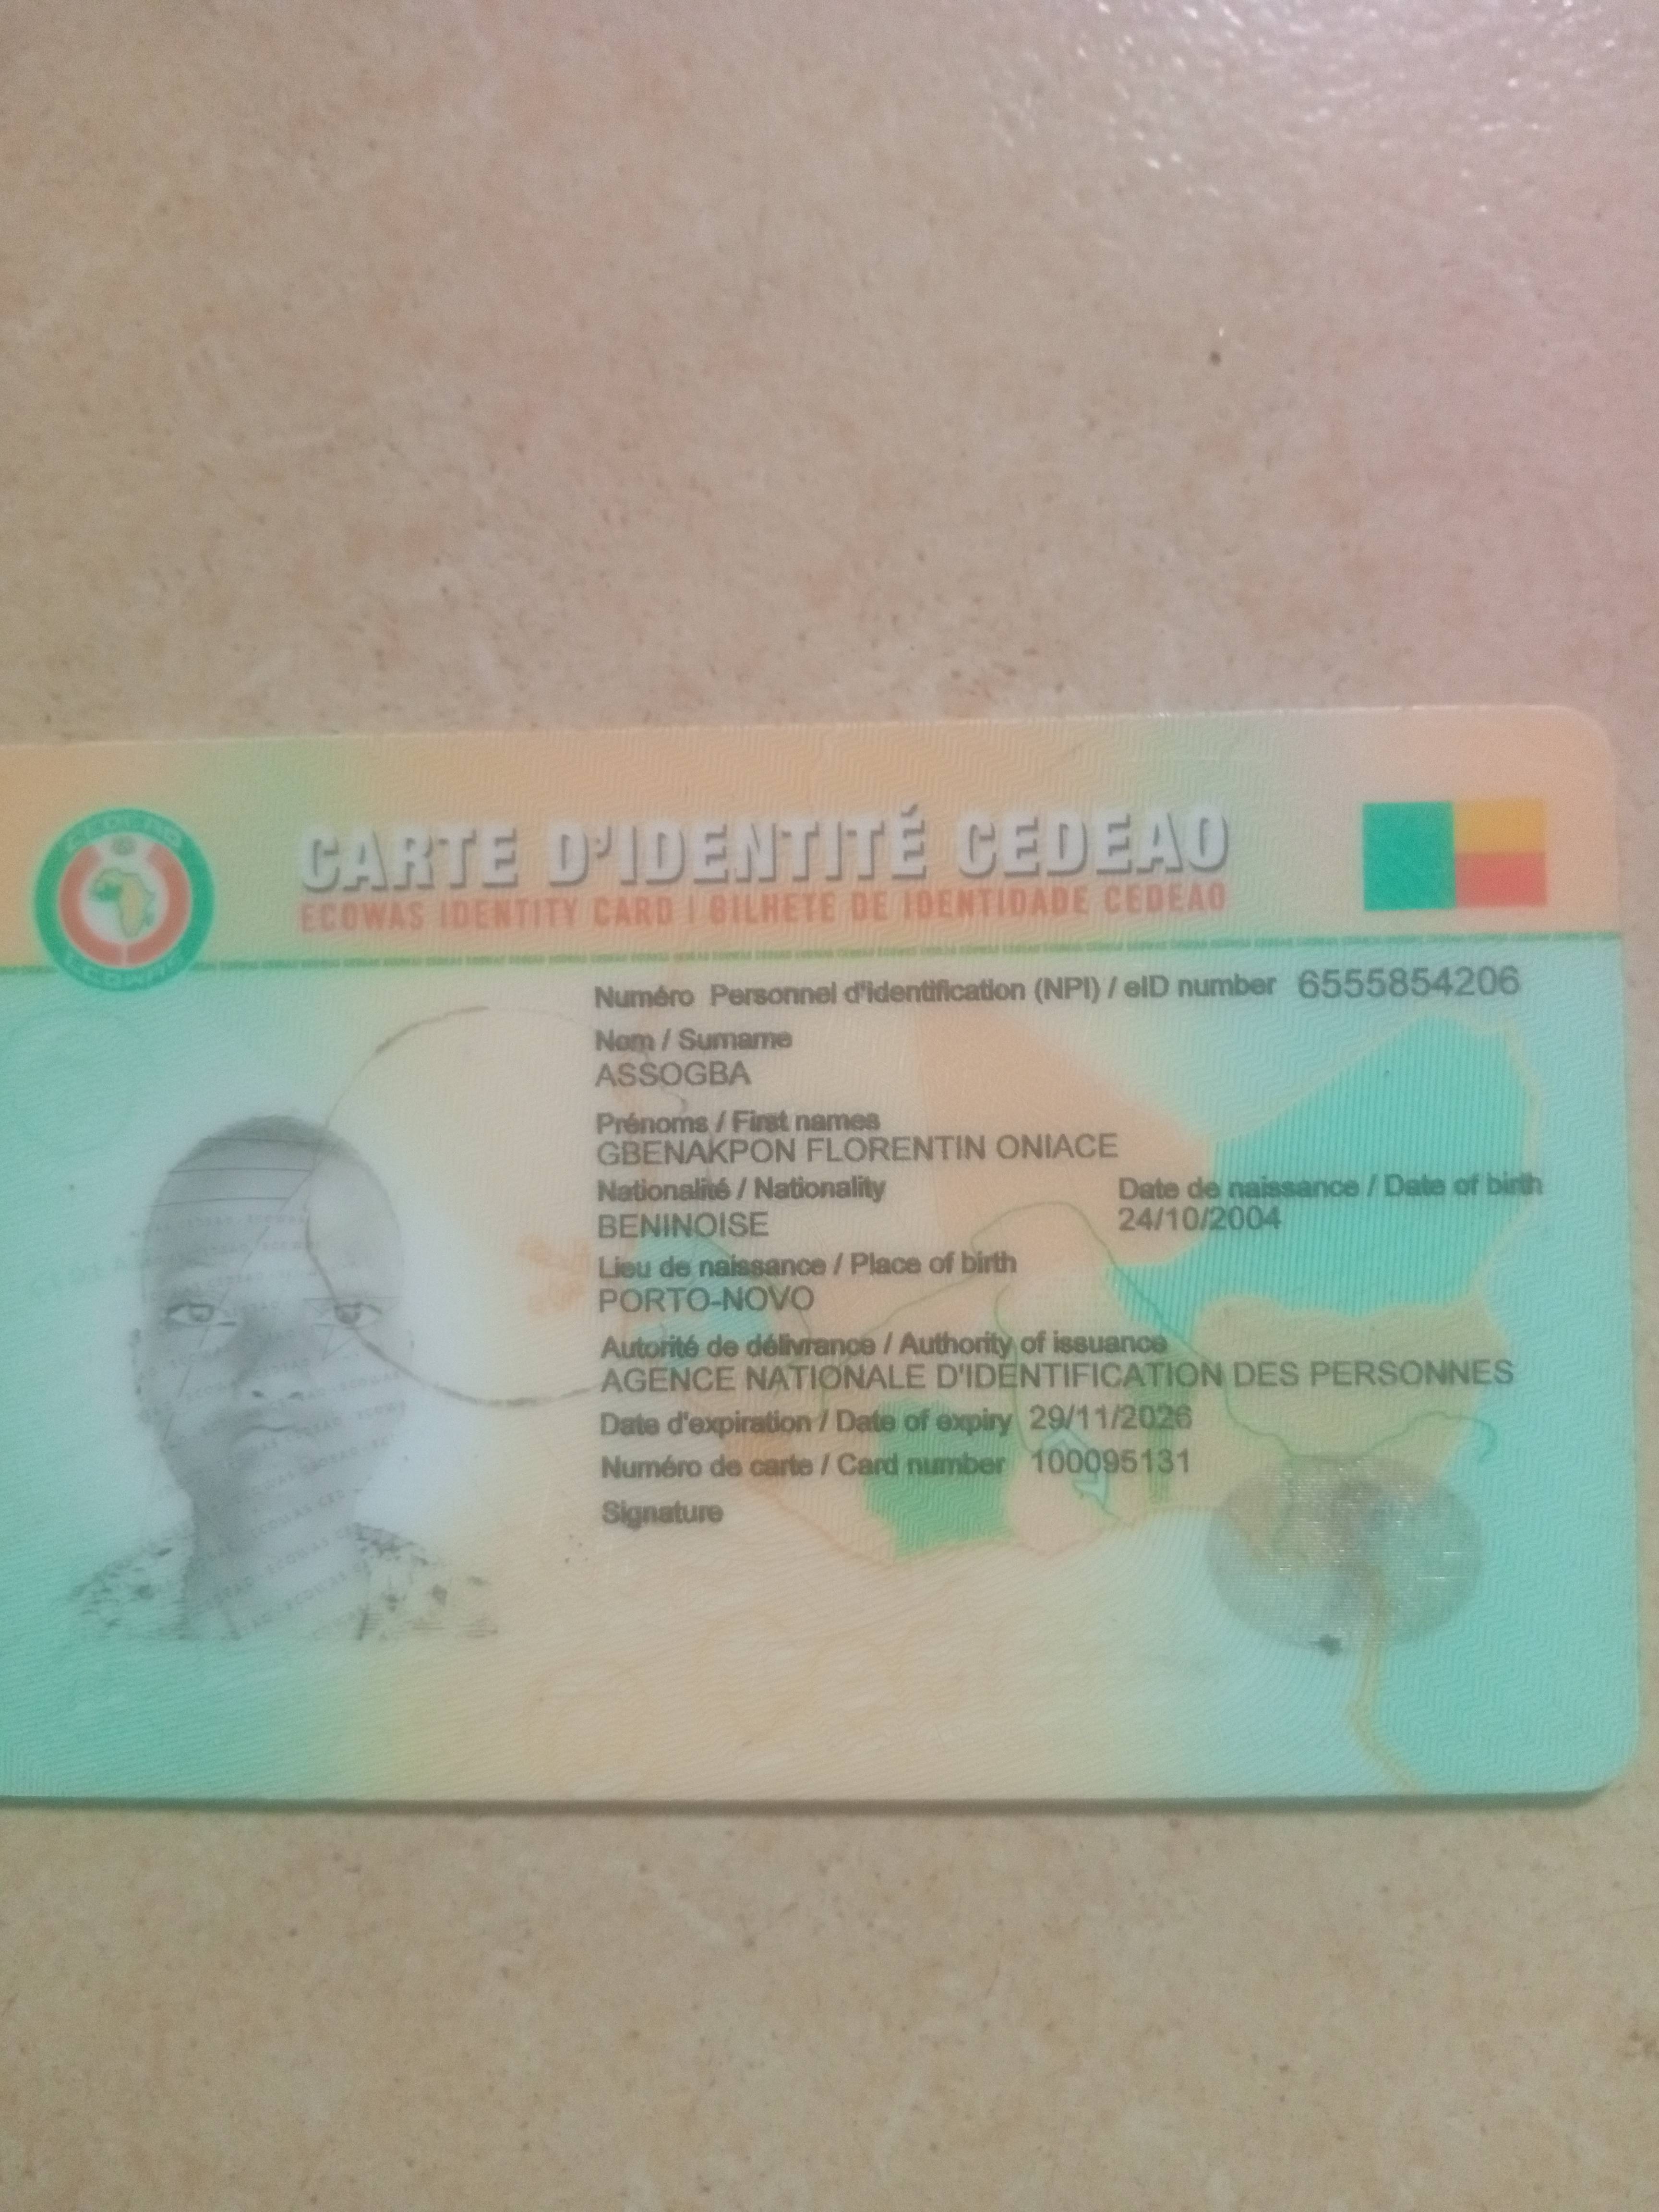 CARTE D'IDENTITÉ CEDEAO
ECOWAS IDENTITY CARD | BILHETE DE IDENTIDADE CEDEAO
Numéro Personnel d'identification (NPI) / eID number 6555854206
Nom / Surname
ASSOGBA
Prénoms / First names
GBENAKPON FLORENTIN ONIACE
Nationalité / Nationality
BENINOISE
Date de naissance / Date of birth
24/10/2004
Lieu de naissance / Place of birth
PORTO-NOVO
Autorité de délivrance / Authority of issuance
AGENCE NATIONALE D'IDENTIFICATION DES PERSONNES
Date d'expiration / Date of expiry 29/11/2026
Numéro de carte / Card number 100095131
Signature